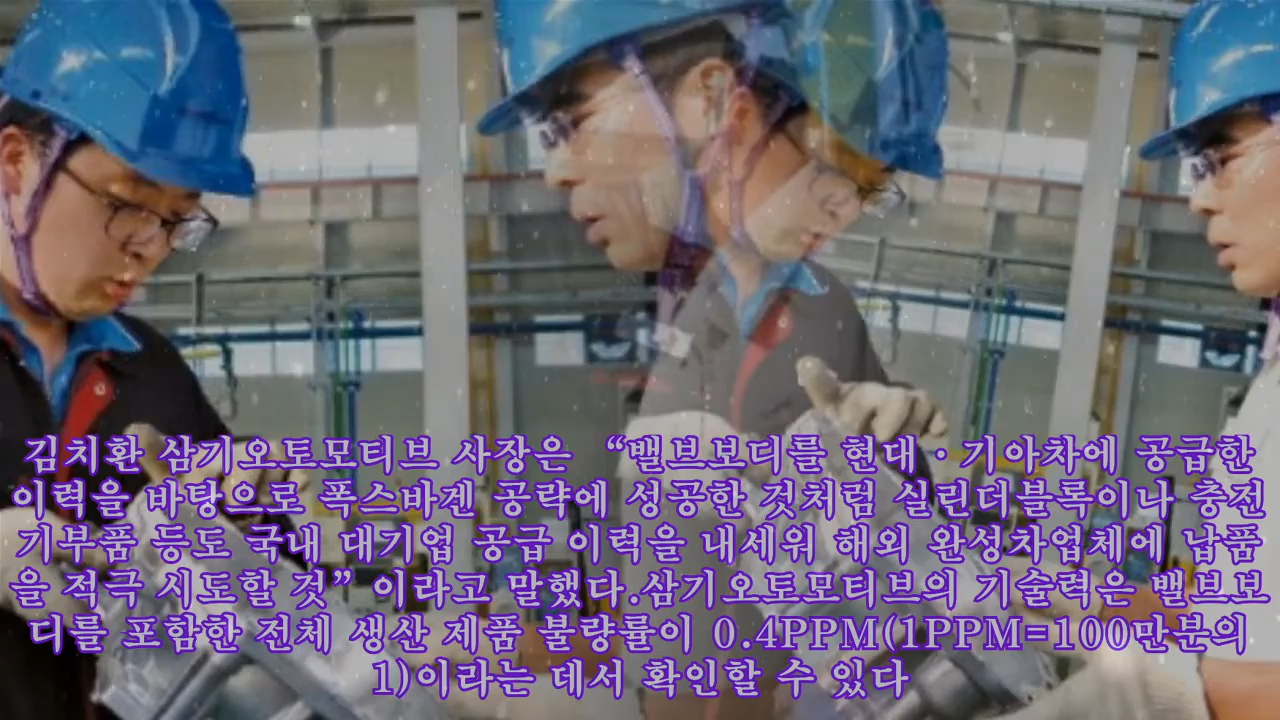 김치환 삼기오토모티브 사장은 “밸브보디를 현대·기아차에 공급한
이력을 바탕으로 폭스바겐 공략에 성공한 것처럼 실린더블록이나 충전
기부품 등도 국내 대기업 공급 이력을 내세워 해외 완성차업체에 납품
을 적극 시도할 것” 이라고 말했다.삼기오토모티브의 기술력은 밸브보
디를 포함한 전체 생산 제품 불량률이 0.4PPM(1PPM=100만분의
1)이라는 데서 확인할 수 있다